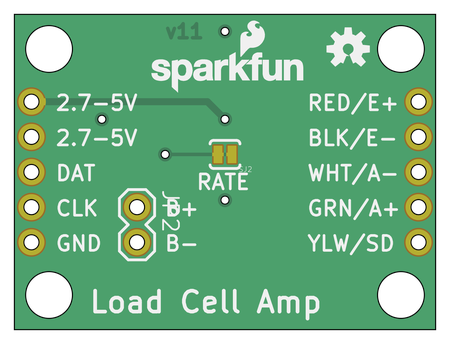 v11
sparkfun
2.7-5V
RED/E+
2.7-5V
BLK/E-
DAT
WHT/A-
RATE
CLK
B+
JP2
GRN/A+
GND
B-
YLW/SD
Load Cell Amp